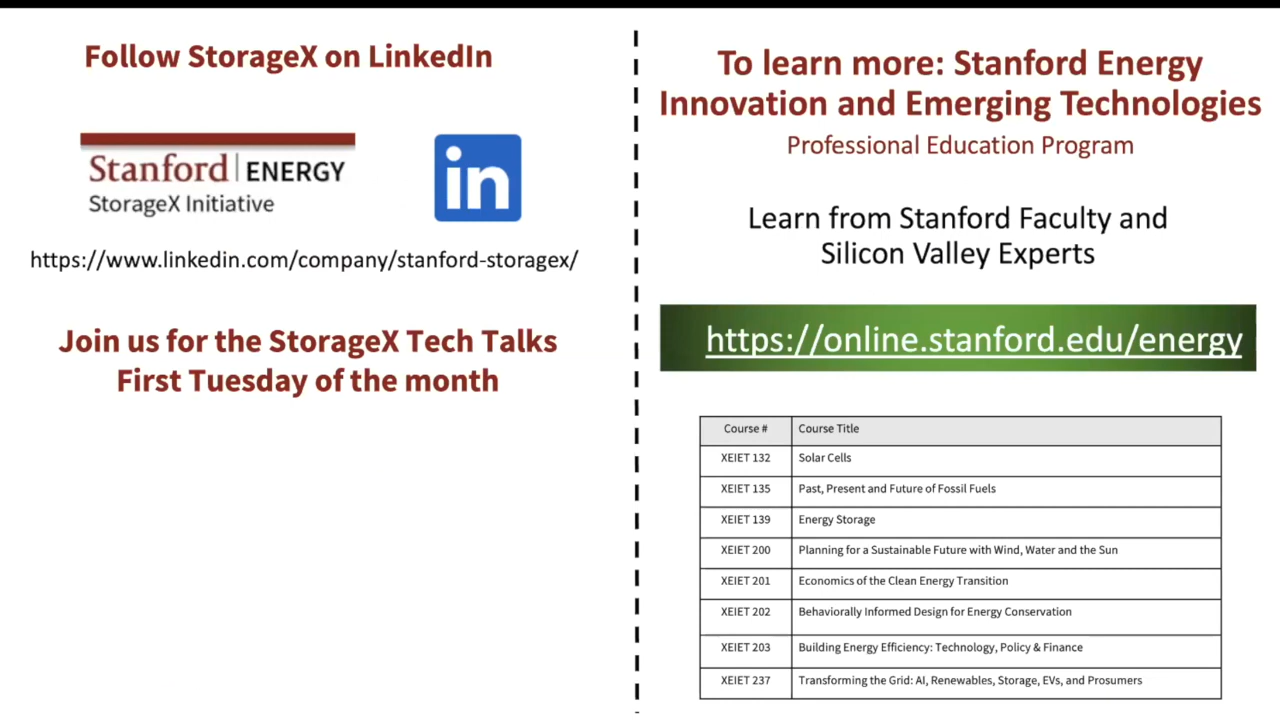 Follow StorageX on LinkedIn
Stanford | ENERGY
StorageX Initiative
in
https://www.linkedin.com/company/stanford-storagex/
Join us for the StorageX Tech Talks
First Tuesday of the month
To learn more: Stanford Energy
Innovation and Emerging Technologies
Professional Education Program
Learn from Stanford Faculty and
Silicon Valley Experts
https://online.stanford.edu/energy
Course # Course Title
XEIET 132 Solar Cells
XEIET 135 Past, Present and Future of Fossil Fuels
XEIET 139 Energy Storage
XEIET 200 Planning for a Sustainable Future with Wind, Water and the Sun
XEIET 201 Economics of the Clean Energy Transition
XEIET 202 Behaviorally Informed Design for Energy Conservation
XEIET 203 Building Energy Efficiency: Technology, Policy & Finance
XEIET 237 Transforming the Grid: AI, Renewables, Storage, EVs, and Prosumers